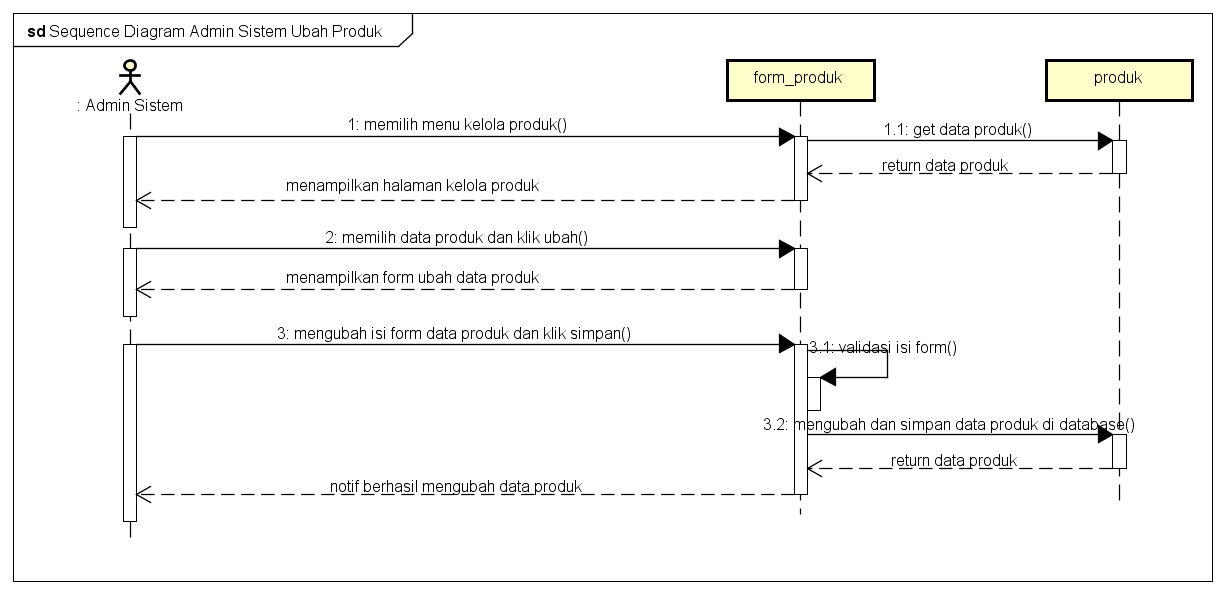 sd Sequence Diagram Admin Sistem Ubah Produk
: Admin Sistem
form_produk
produk
1: memilih menu kelola produk()
1.1: get data produk()
return data produk
menampilkan halaman kelola produk
2: memilih data produk dan klik ubah()
menampilkan form ubah data produk
3: mengubah isi form data produk dan klik simpan()
3.1: validasi isi form()
3.2: mengubah dan simpan data produk di database()
return data produk
notif berhasil mengubah data produk